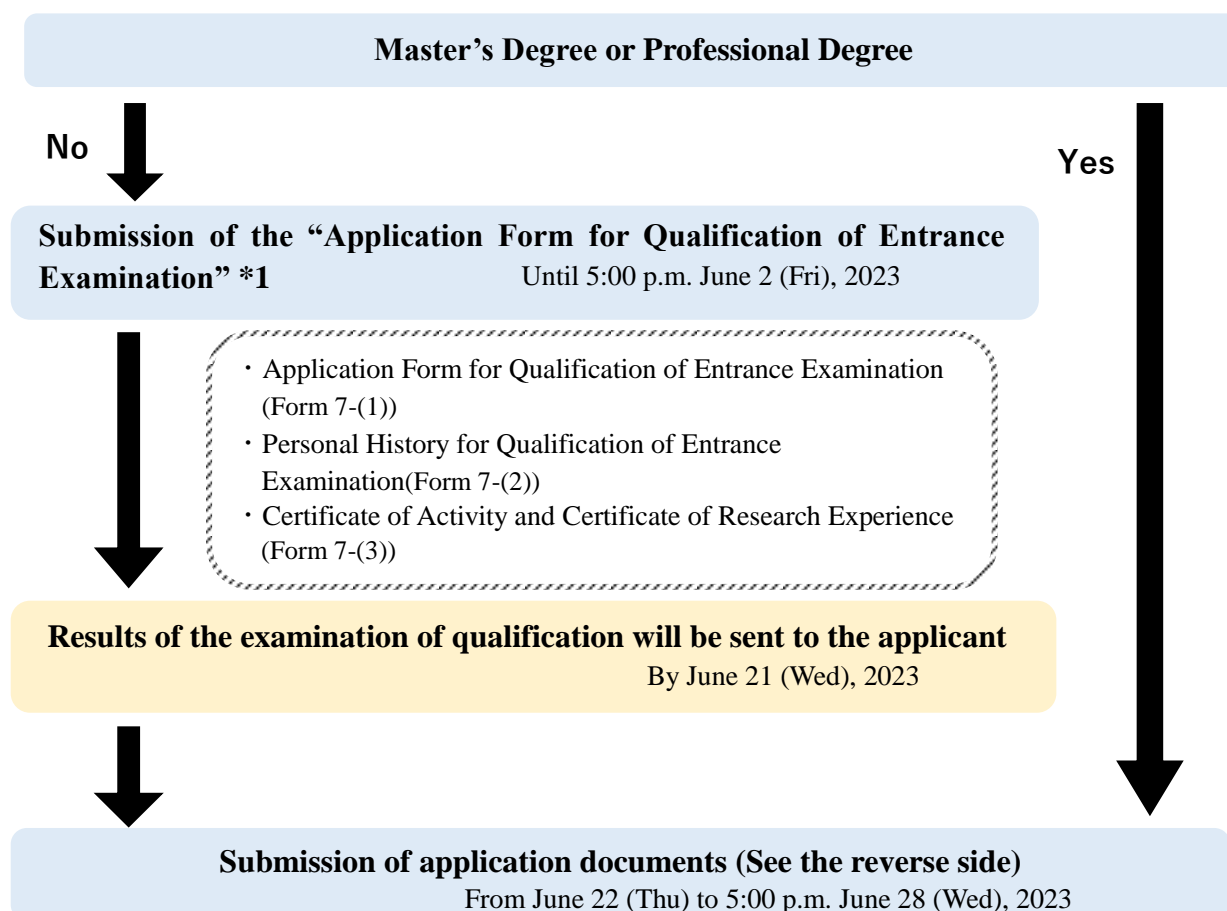 Master’s Degree or Professional Degree
No
Yes
Submission of the “Application Form for Qualification of Entrance
Examination” *1 Until 5:00 p.m. June 2 (Fri), 2023
・Application Form for Qualification of Entrance Examination
(Form 7-(1))
・Personal History for Qualification of Entrance
Examination(Form 7-(2))
・Certificate of Activity and Certificate of Research Experience
(Form 7-(3))
Results of the examination of qualification will be sent to the applicant
By June 21 (Wed), 2023
Submission of application documents (See the reverse side)
From June 22 (Thu) to 5:00 p.m. June 28 (Wed), 2023